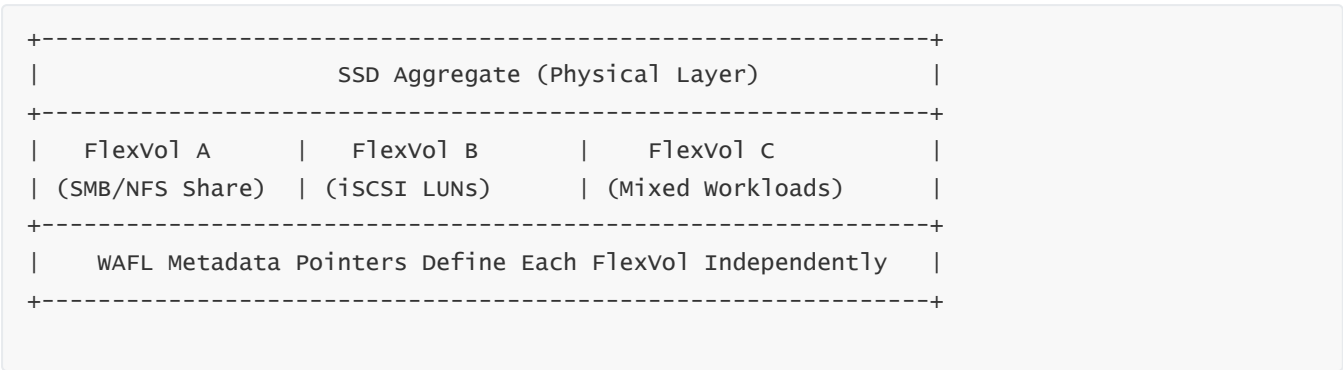 +---------------------------------------------------------------+
|                      SSD Aggregate (Physical Layer)            |
+---------------------------------------------------------------+
|    FlexVol A      |    FlexVol B       |     FlexVol C         |
| (SMB/NFS Share)  | (iSCSI LUNs)       | (Mixed Workloads)      |
+---------------------------------------------------------------+
|     WAFL Metadata Pointers Define Each FlexVol Independently   |
+---------------------------------------------------------------+